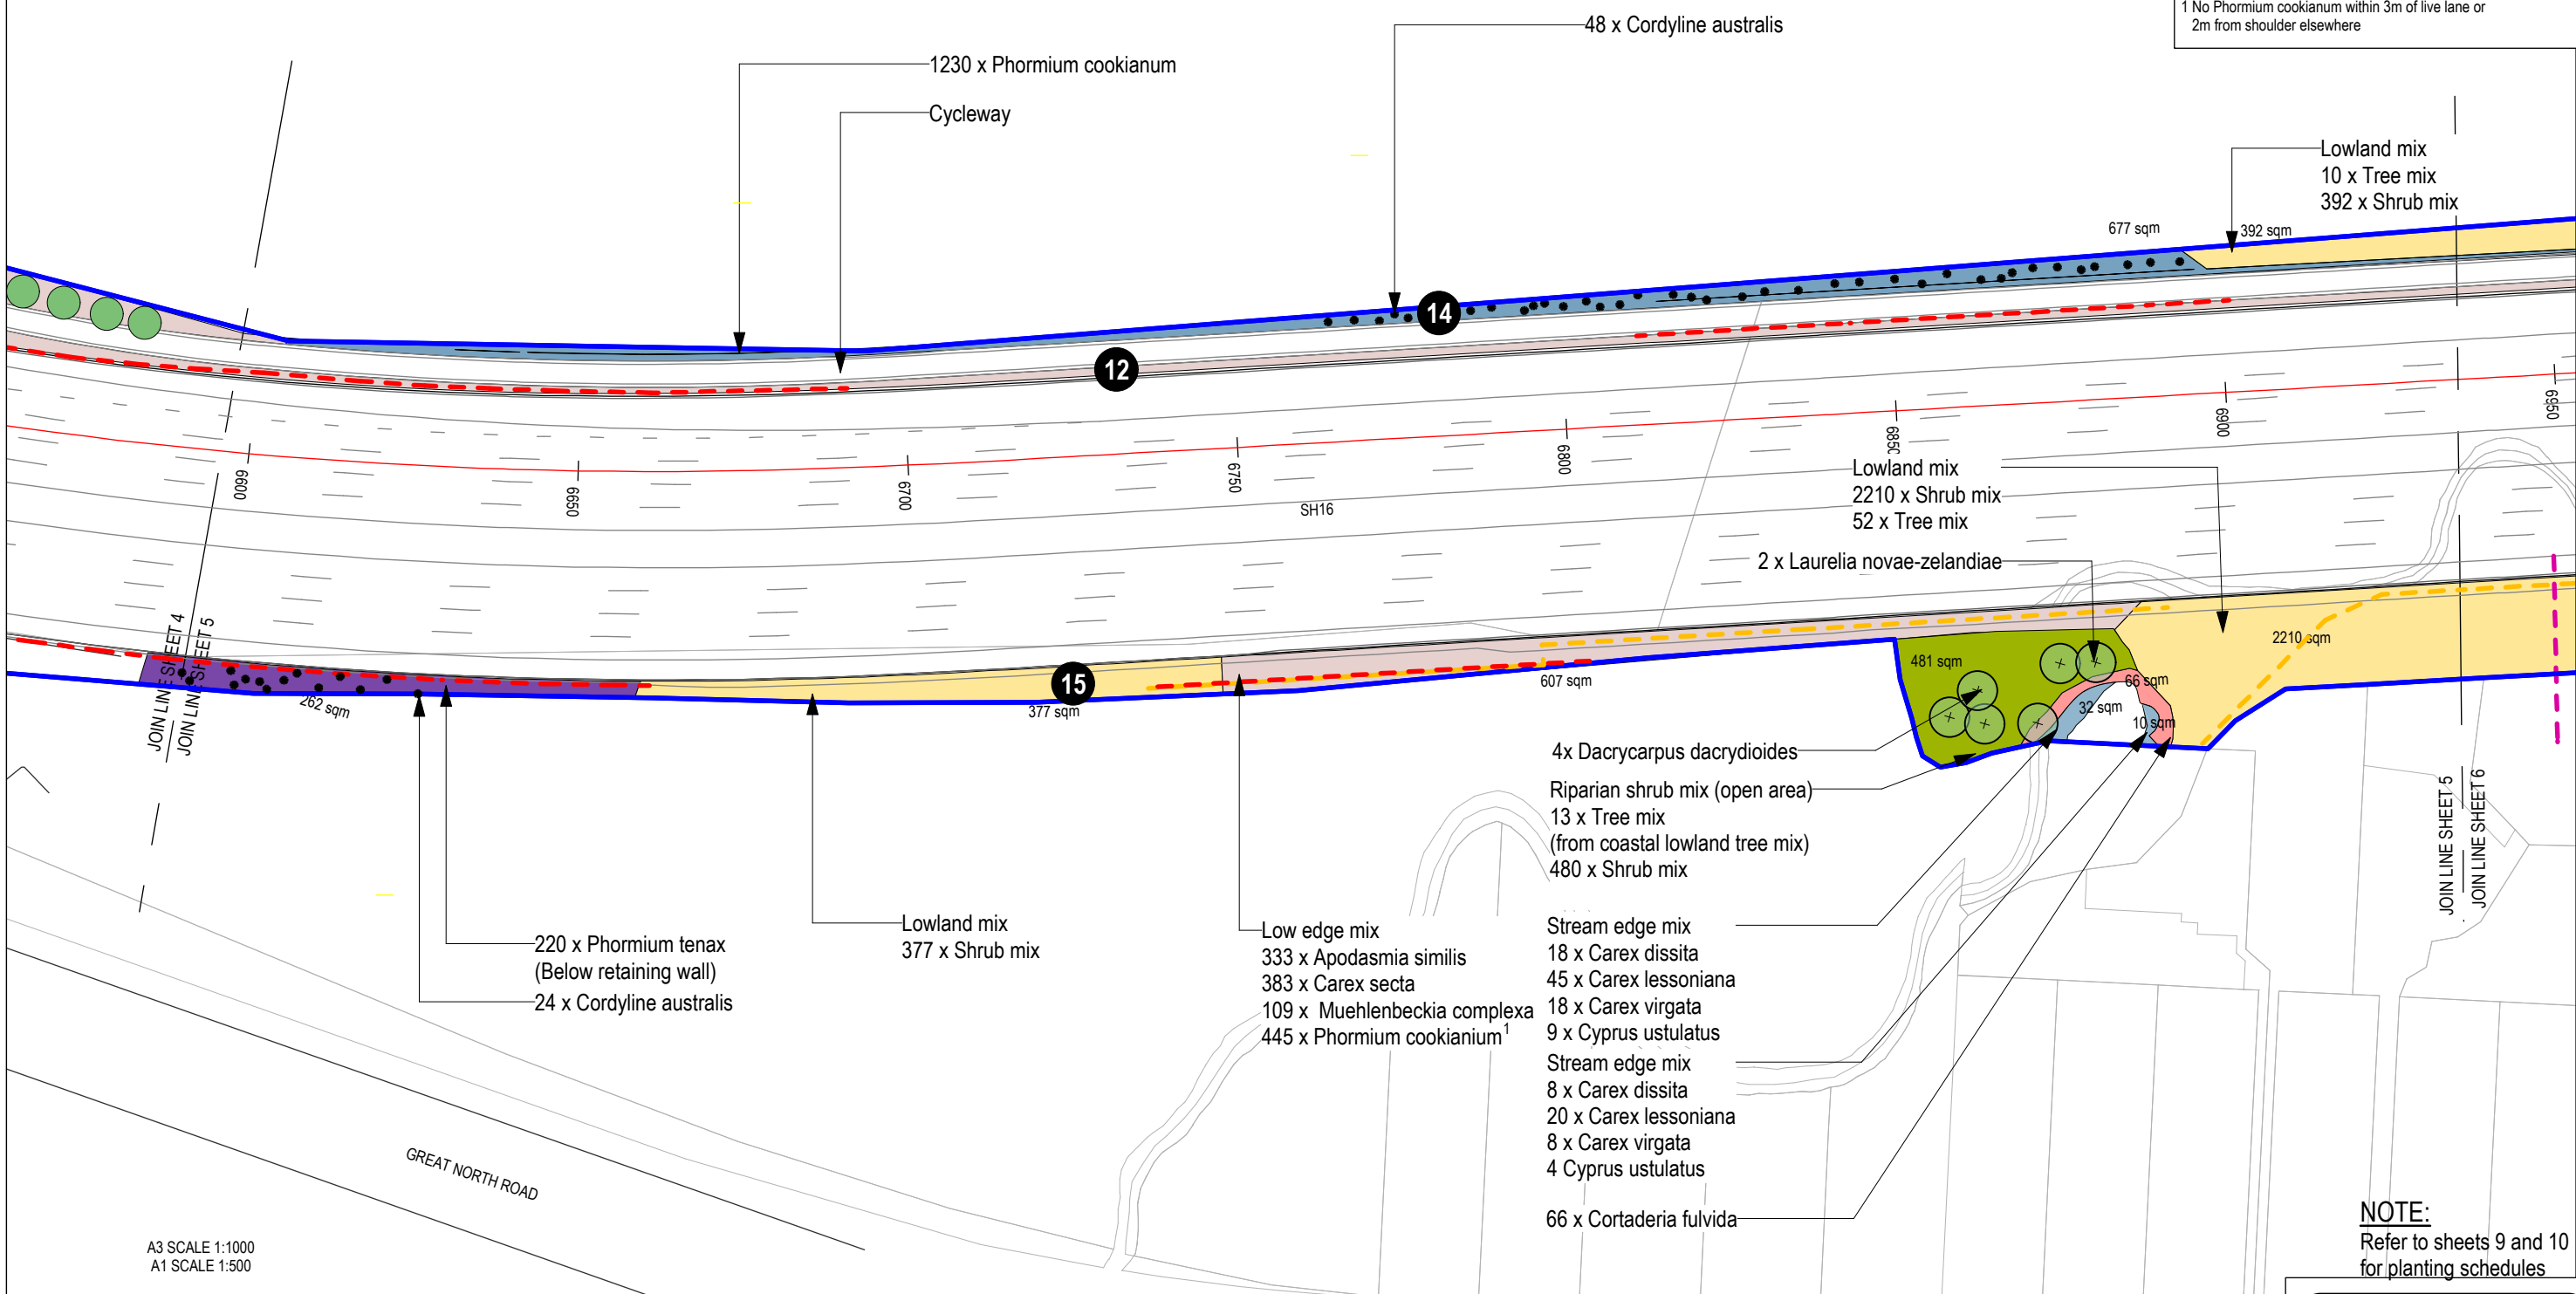 1 No Phormium cookianum within 3m of live lane or
2m from shoulder elsewhere
48 x Cordyline australis
1230 x Phormium cookianum
Cycleway
Lowland mix
10 x Tree mix
392 x Shrub mix
677 sqm
392 sqm
14
12
6600
6650
6700
6750
6800
6850
6900
6950
SH16
Lowland mix
2210 x Shrub mix
52 x Tree mix
2 x Laurelia novae-zelandiae
JOIN LINE SHEET 4
JOIN LINE SHEET 5
262 sqm
15
377 sqm
607 sqm
481 sqm
66 sqm
32 sqm
10 sqm
2210 sqm
4x Dacrycarpus dacrydioides
Riparian shrub mix (open area)
13 x Tree mix
(from coastal lowland tree mix)
480 x Shrub mix
JOIN LINE SHEET 5
JOIN LINE SHEET 6
220 x Phormium tenax
(Below retaining wall)
24 x Cordyline australis
Lowland mix
377 x Shrub mix
Low edge mix
333 x Apodasmia similis
383 x Carex secta
109 x Muehlenbeckia complexa
445 x Phormium cookianium1
Stream edge mix
18 x Carex dissita
45 x Carex lessoniana
18 x Carex virgata
9 x Cyprus ustulatus
Stream edge mix
8 x Carex dissita
20 x Carex lessoniana
8 x Carex virgata
4 Cyprus ustulatus
66 x Cortaderia fulvida
GREAT NORTH ROAD
A3 SCALE 1:1000
A1 SCALE 1:500
NOTE:
Refer to sheets 9 and 10
for planting schedules